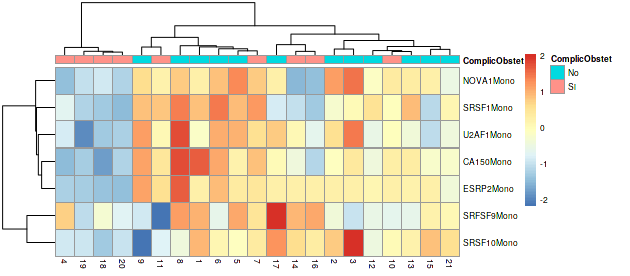 ComplicObstet
NOVA1Mono
SRSF1Mono
U2AF1Mono
CA150Mono
ESRP2Mono
SRFSF9Mono
SRSF10Mono
4 19 18 20 9 11 8 1 6 5 7 17 14 16 2 3 12 10 13 15 21
2
1
0
-1
-2
ComplicObstet
No
SI